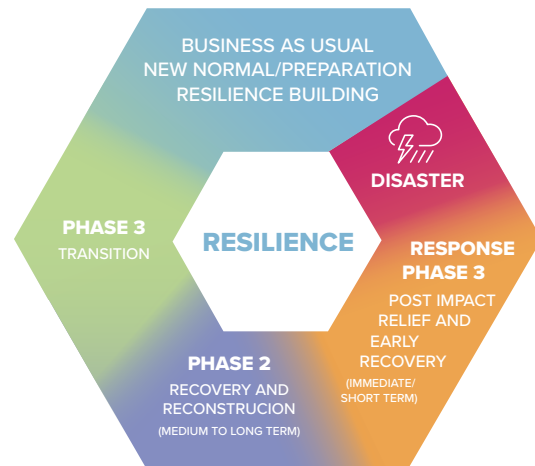 BUSINESS AS USUAL
NEW NORMAL/PREPARATION
RESILIENCE BUILDING
DISASTER
RESPONSE
PHASE 3
POST IMPACT
RELIEF AND
EARLY
RECOVERY
(IMMEDIATE/
SHORT TERM)
PHASE 2
RECOVERY AND
RECONSTRUCION
(MEDIUM TO LONG TERM)
PHASE 3
TRANSITION
RESILIENCE